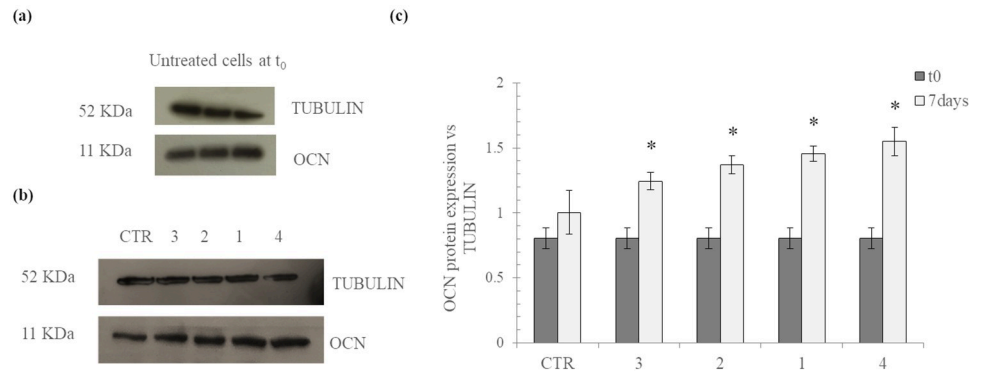 (a)
Untreated cells at t0
52 KDa
TUBULIN
11 KDa
OCN
(b)
CTR 3 2 1 4
52 KDa
TUBULIN
11 KDa
OCN
(c)
t0
7days
OCN protein expression vs
TUBULIN
2
1.5
1
0.5
0
* * * *
CTR 3 2 1 4